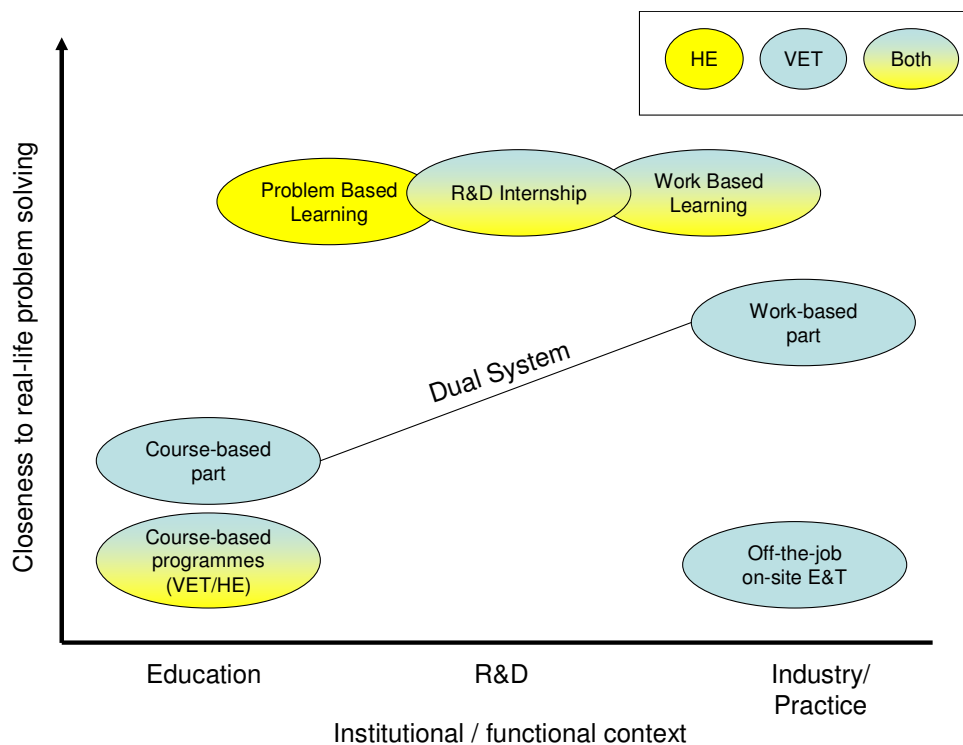 HE
VET
Both
Closeness to real-life problem solving
Problem Based
Learning
R&D Internship
Work Based
Learning
Work-based
part
Dual System
Course-based
part
Course-based
programmes
(VET/HE)
Off-the-job
on-site E&T
Education
R&D
Industry/
Practice
Institutional / functional context